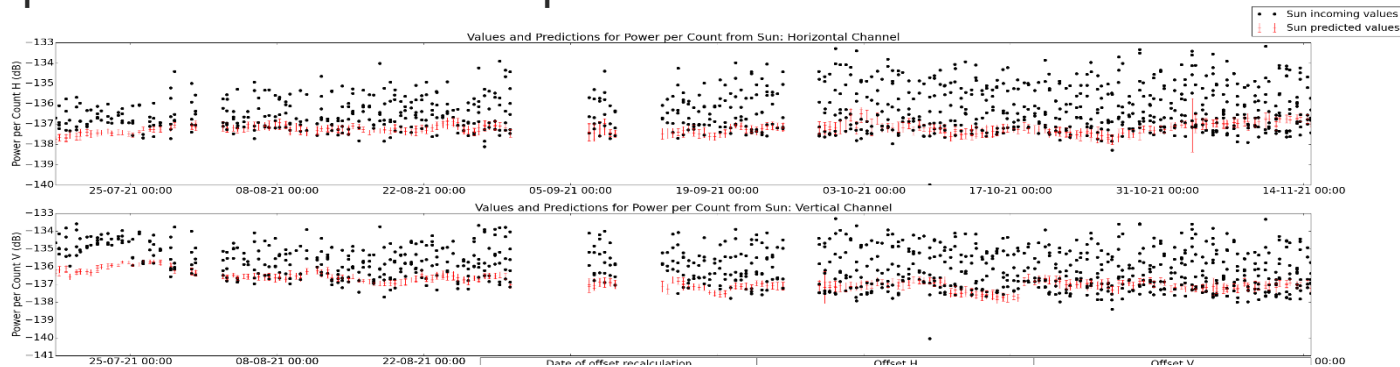 Sun incoming values
Sun predicted values
Values and Predictions for Power per Count from Sun: Horizontal Channel
Power per Count H (dB)
−133
−134
−135
−136
−137
−138
−139
−140
25-07-21 00:00 08-08-21 00:00 22-08-21 00:00 05-09-21 00:00 19-09-21 00:00 03-10-21 00:00 17-10-21 00:00 31-10-21 00:00 14-11-21 00:00
Values and Predictions for Power per Count from Sun: Vertical Channel
Power per Count V (dB)
−133
−134
−135
−136
−137
−138
−139
−140
−141
25-07-21 00:00 08-08-21 00:00 22-08-21 00:00 00:00
Date of offset recalculation Offset H Offset V